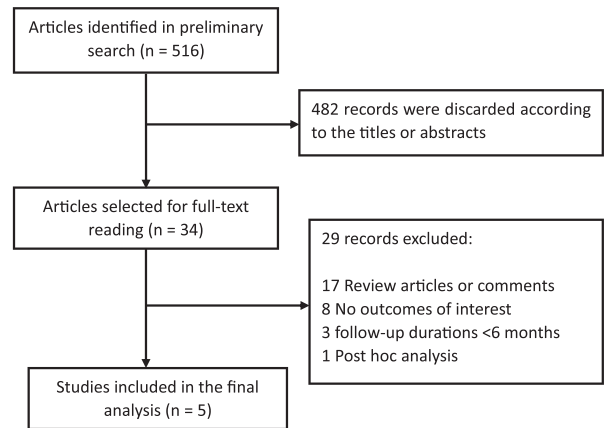 Articles identified in preliminary
search (n = 516)
482 records were discarded according
to the titles or abstracts
Articles selected for full-text
reading (n = 34)
29 records excluded:
17 Review articles or comments
8 No outcomes of interest
3 follow-up durations <6 months
1 Post hoc analysis
Studies included in the final
analysis (n = 5)